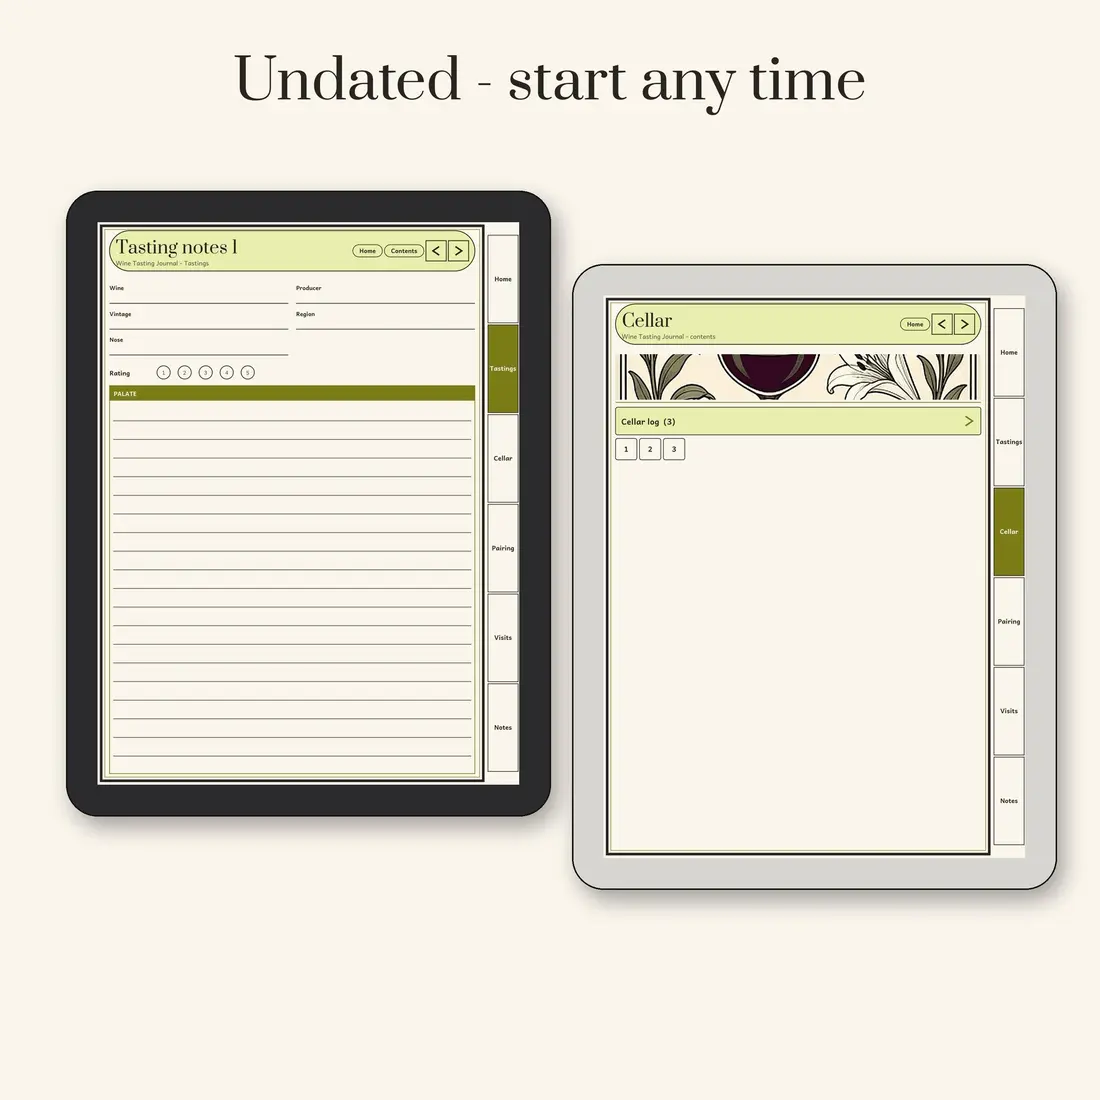 Undated - start any time
Tasting notes 1
Wine Tasting Journal - Tastings
Home
Contents
<
>
Wine
Producer
Vintage
Region
Nose
Rating
1 2 3 4 5
PALATE
Home
Tastings
Cellar
Pairing
Visits
Notes
Cellar
Wine Tasting Journal - contents
Home
<
>
Cellar log (3)
>
1 2 3
Home
Tastings
Cellar
Pairing
Visits
Notes